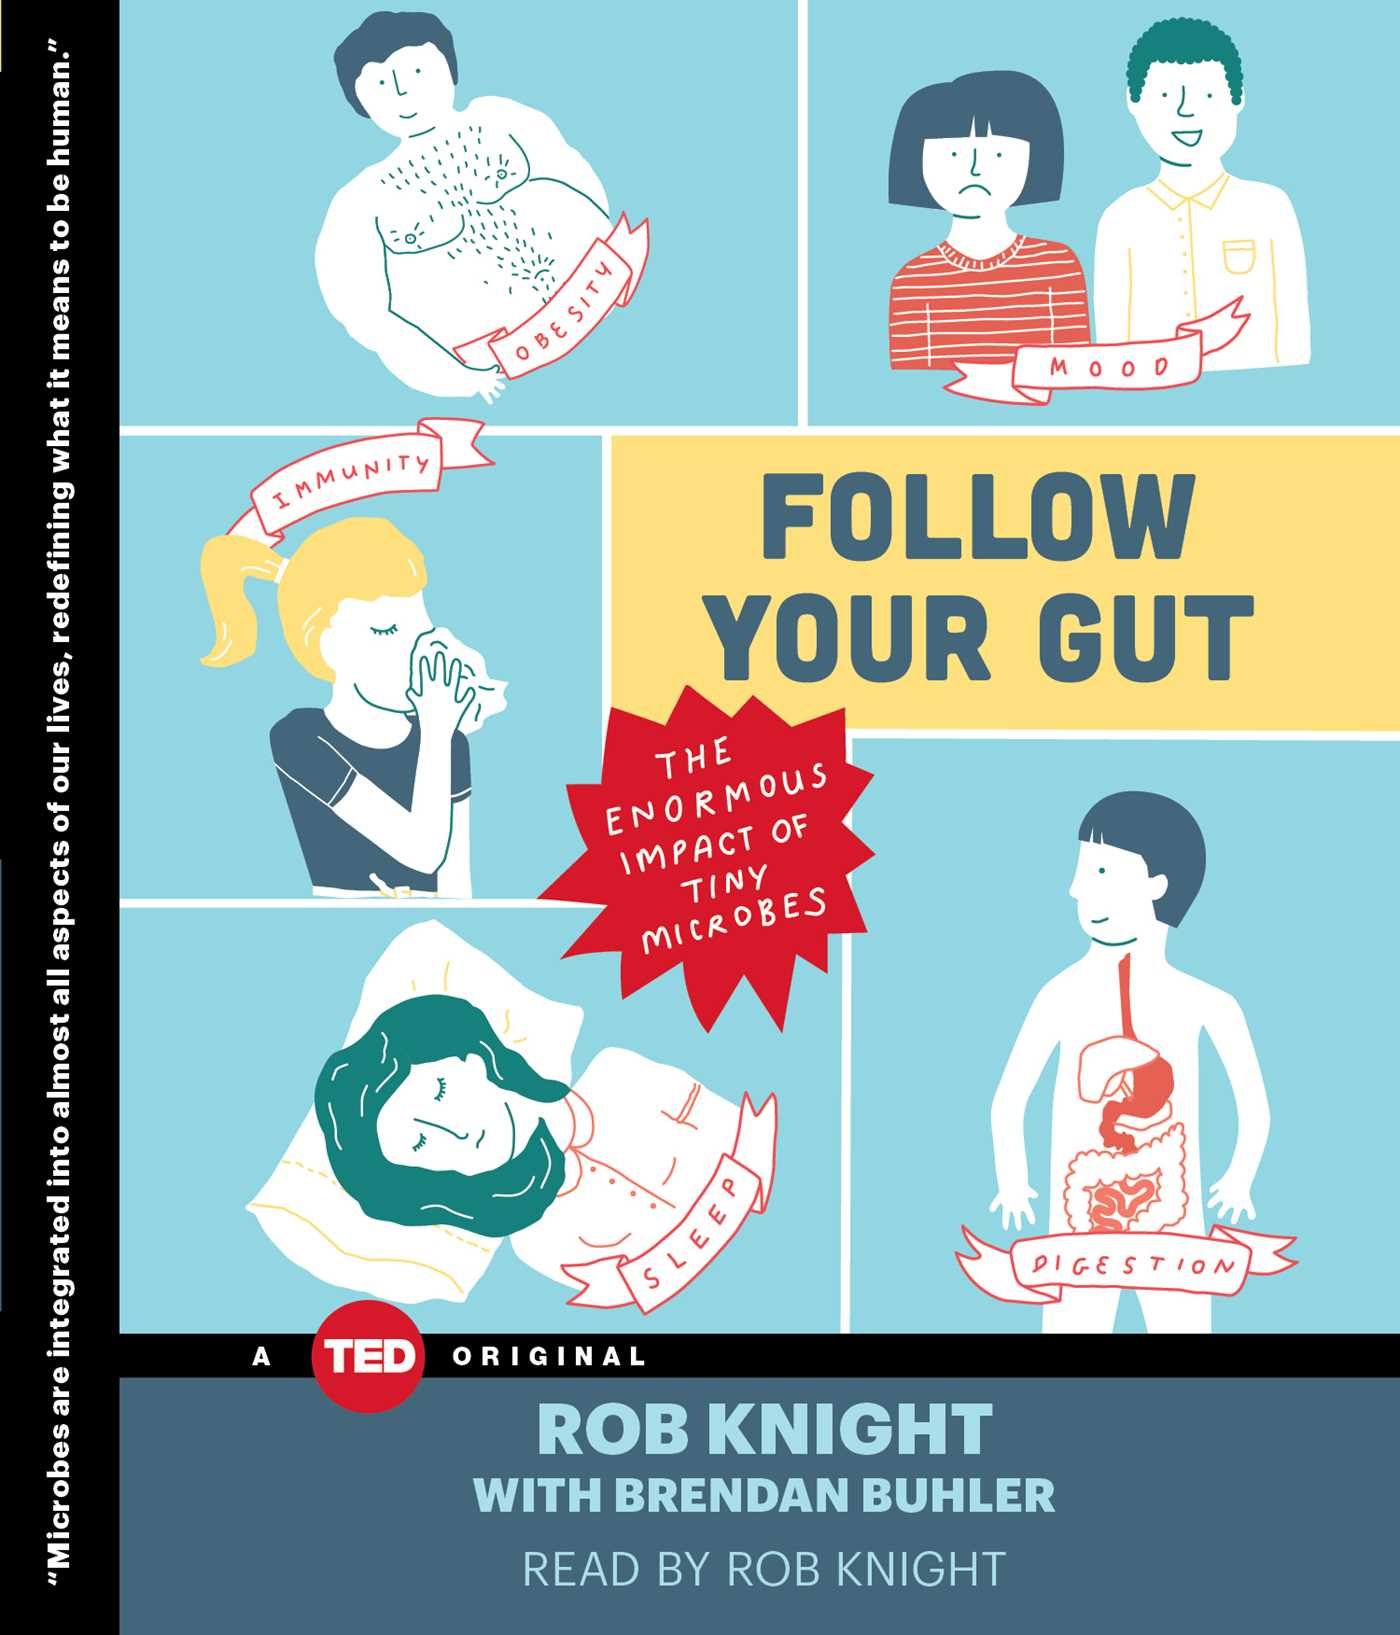 “Microbes are integrated into almost all aspects of our lives, redefining what it means to be human.”
OBESITY
MOOD
IMMUNITY
FOLLOW
YOUR GUT
THE
ENORMOUS
IMPACT OF
TINY
MICROBES
SLEEP
DIGESTION
A TED ORIGINAL
ROB KNIGHT
WITH BRENDAN BUHLER
READ BY ROB KNIGHT